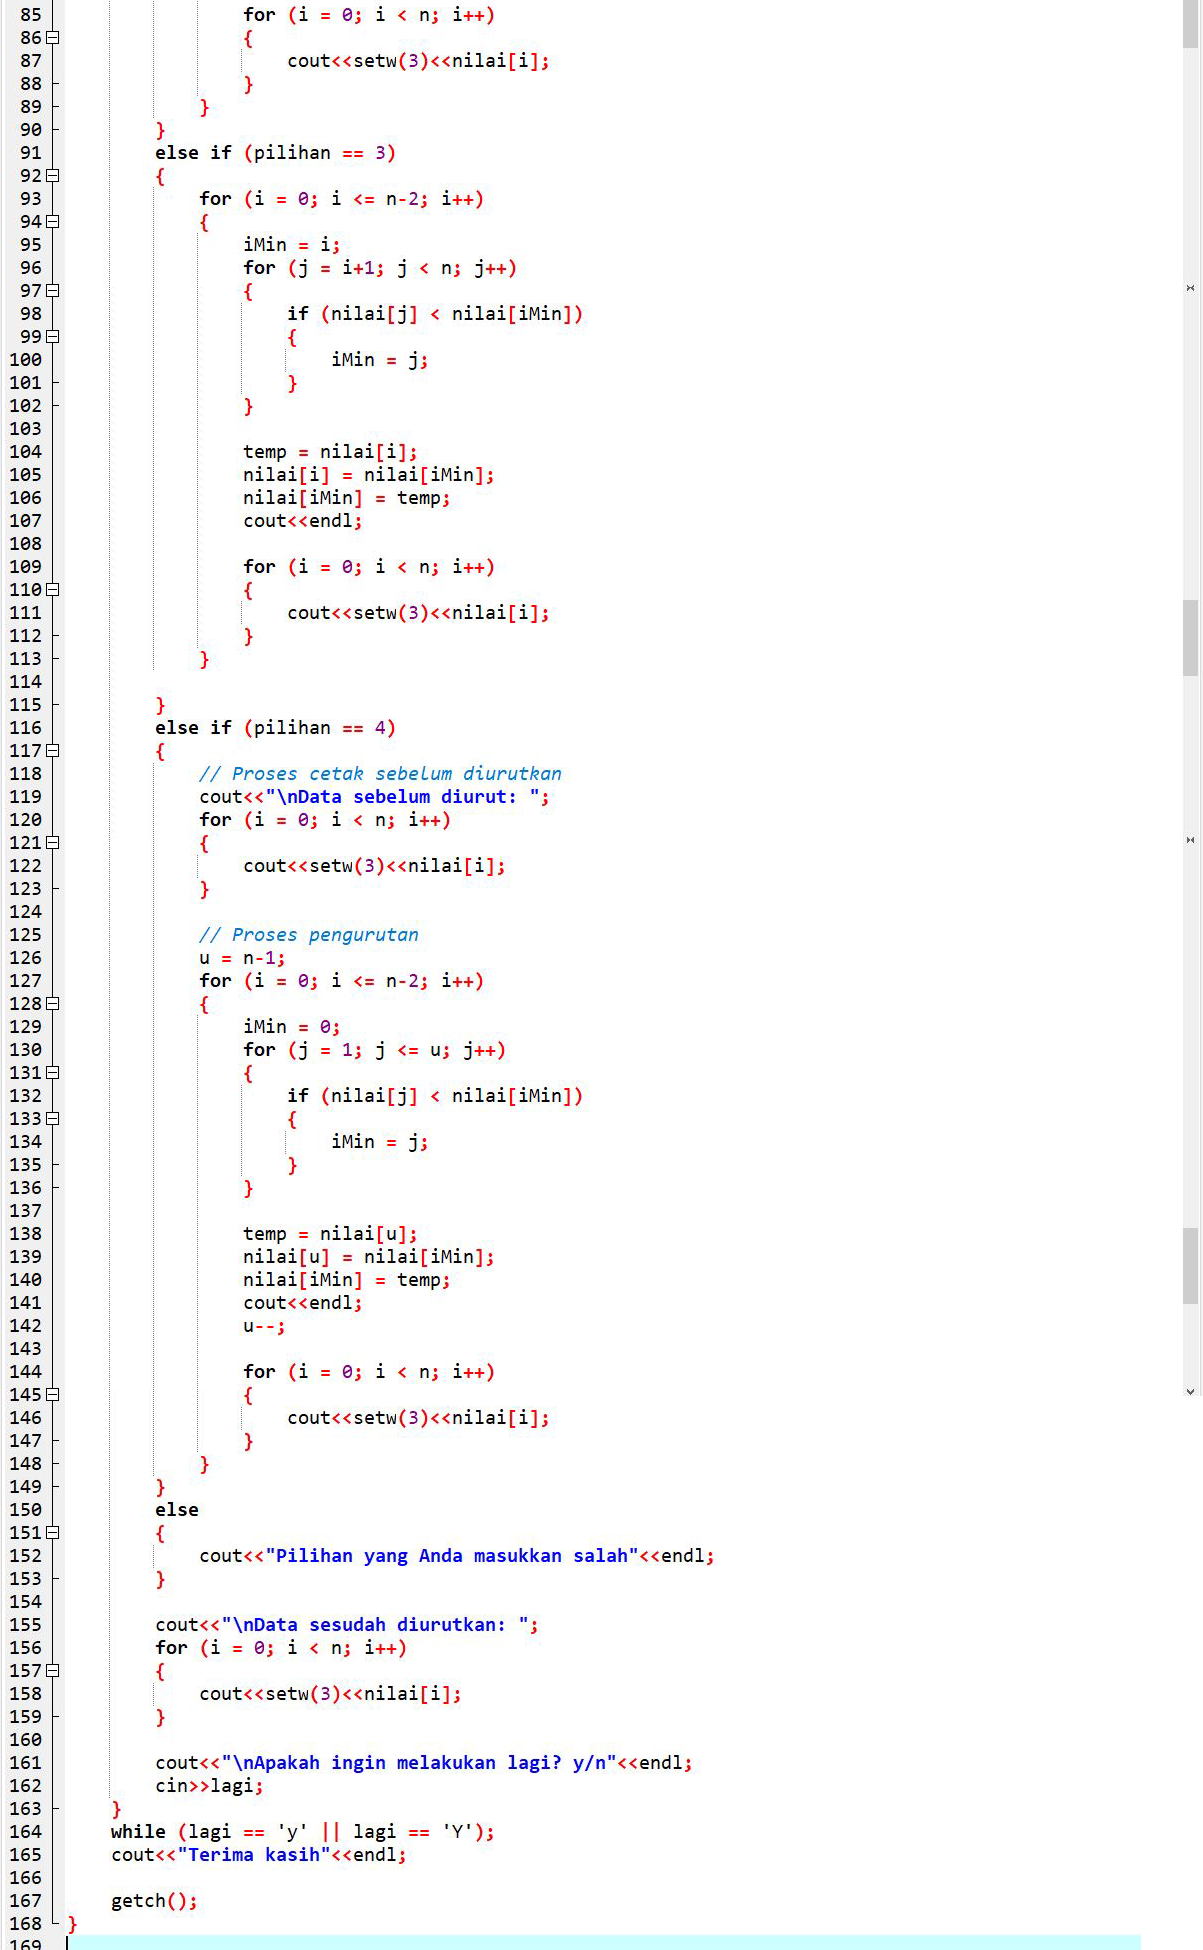 85 for (i = 0; i < n; i++)
86 {
87 cout<<setw(3)<<nilai[i];
88 }
89 }
90 }
91 else if (pilihan == 3)
92 {
93 for (i = 0; i <= n-2; i++)
94 {
95 iMin = i;
96 for (j = i+1; j < n; j++)
97 {
98 if (nilai[j] < nilai[iMin])
99 {
100 iMin = j;
101 }
102 }
103
104 temp = nilai[i];
105 nilai[i] = nilai[iMin];
106 nilai[iMin] = temp;
107 cout<<endl;
108
109 for (i = 0; i < n; i++)
110 {
111 cout<<setw(3)<<nilai[i];
112 }
113 }
114
115 }
116 else if (pilihan == 4)
117 {
118 // Proses cetak sebelum diurutkan
119 cout<<"\nData sebelum diurut: ";
120 for (i = 0; i < n; i++)
121 {
122 cout<<setw(3)<<nilai[i];
123 }
124
125 // Proses pengurutan
126 u = n-1;
127 for (i = 0; i <= n-2; i++)
128 {
129 iMin = 0;
130 for (j = 1; j <= u; j++)
131 {
132 if (nilai[j] < nilai[iMin])
133 {
134 iMin = j;
135 }
136 }
137
138 temp = nilai[u];
139 nilai[u] = nilai[iMin];
140 nilai[iMin] = temp;
141 cout<<endl;
142 u--;
143
144 for (i = 0; i < n; i++)
145 {
146 cout<<setw(3)<<nilai[i];
147 }
148 }
149 }
150 else
151 {
152 cout<<"Pilihan yang Anda masukkan salah"<<endl;
153 }
154
155 cout<<"\nData sesudah diurutkan: ";
156 for (i = 0; i < n; i++)
157 {
158 cout<<setw(3)<<nilai[i];
159 }
160
161 cout<<"\nApakah ingin melakukan lagi? y/n"<<endl;
162 cin>>lagi;
163 }
164 while (lagi == 'y' || lagi == 'Y');
165 cout<<"Terima kasih"<<endl;
166
167 getch();
168 }
169